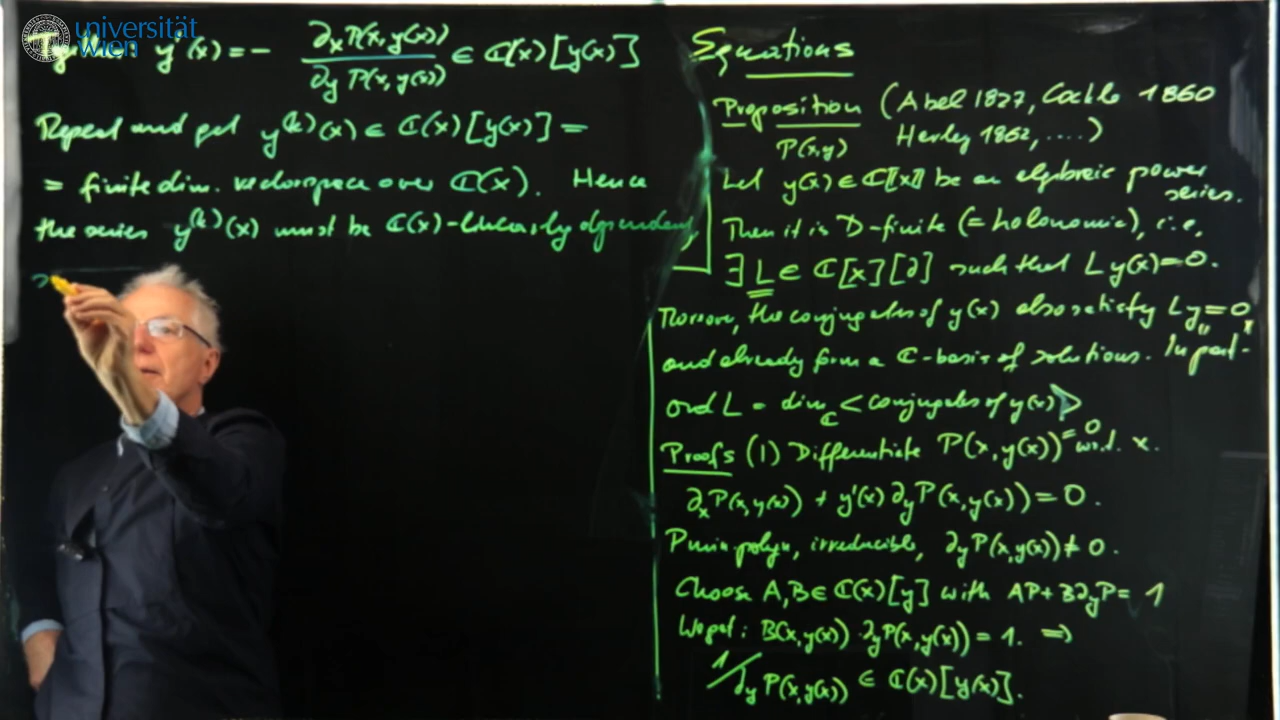 universität
wien
Equations
Proposition (Abel 1827, Cockle 1860
Harley 1862, ....)
P(x,y)
Let y(x) ∈ ℂ[[x]] be an algebraic power
series.
Then it is D-finite (= holonomic), i.e.
∃ L ∈ ℂ[x][∂] such that L y(x) = 0.
Moreover, the conjugates of y(x) also satisfy Ly = 0,
and already form a ℂ-basis of solutions. In part-
ord L = dim_ℂ < conjugates of y(x) >
Proofs (1) Differentiate P(x, y(x)) = 0 w.r.t. x.
∂ₓP(x, y(x)) + y'(x) ∂yP(x, y(x)) = 0.
P min polyn, irreducible, ∂yP(x, y(x)) ≠ 0.
Choose A, B ∈ ℂ(x)[y] with AP + B∂yP = 1
We get: B(x, y(x)) ∂yP(x, y(x)) = 1. ⇒
1/∂yP(x, y(x)) ∈ ℂ(x)[y(x)].
y'(x) = - ∂ₓP(x, y(x)) / ∂yP(x, y(x)) ∈ ℂ(x)[y(x)]
Repeat and get y⁽ᵏ⁾(x) ∈ ℂ(x)[y(x)] =
= finite dim. vectorspace over ℂ(x). Hence
the series y⁽ᵏ⁾(x) must be ℂ(x)-linearly dependent,